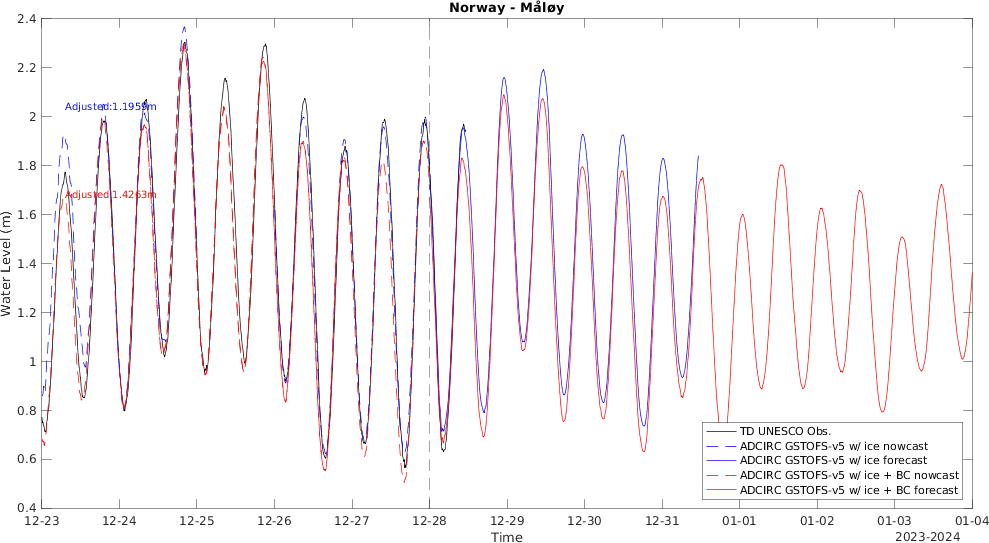 Norway - Måløy
2.4
2.2
2
1.8
1.6
1.4
1.2
1
0.8
0.6
0.4
Water Level (m)
Adjusted:1.1959m
Adjusted:1.4263m
TD UNESCO Obs.
ADCIRC GSTOFS-v5 w/ ice nowcast
ADCIRC GSTOFS-v5 w/ ice forecast
ADCIRC GSTOFS-v5 w/ ice + BC nowcast
ADCIRC GSTOFS-v5 w/ ice + BC forecast
12-23 12-24 12-25 12-26 12-27 12-28 12-29 12-30 12-31 01-01 01-02 01-03 01-04
Time
2023-2024